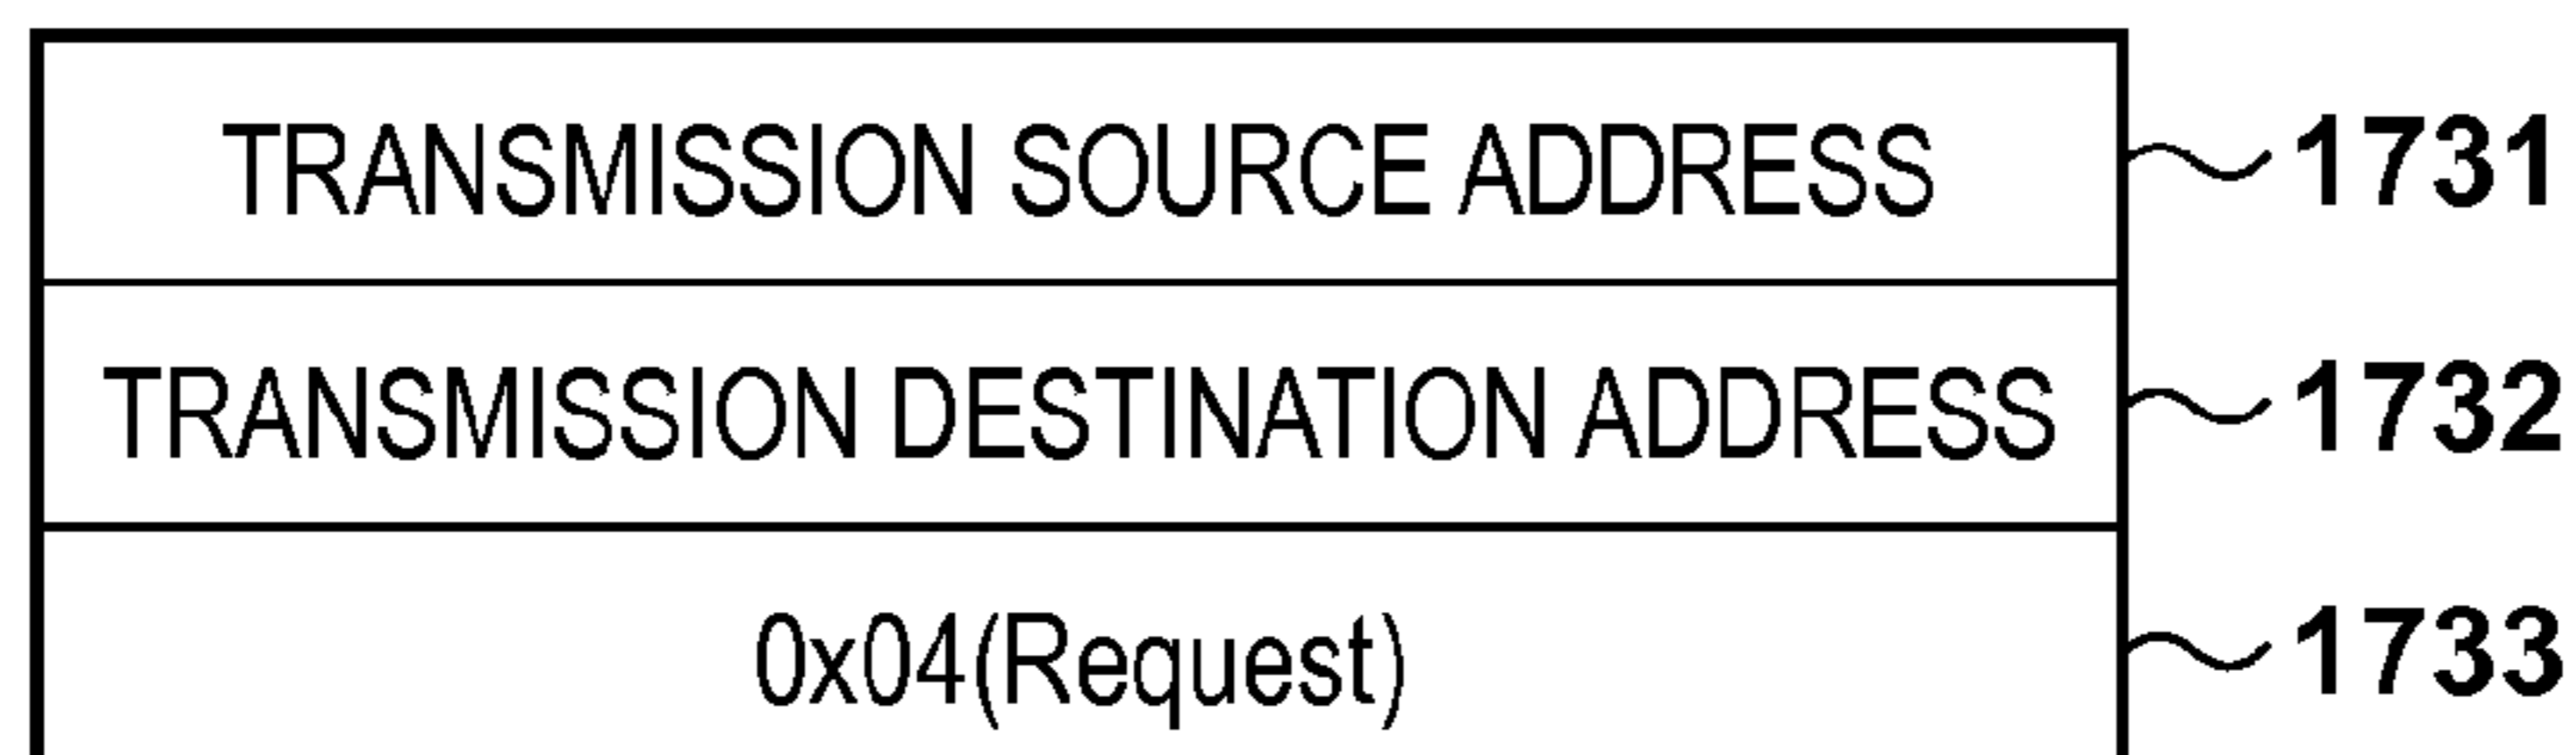 TRANSMISSION SOURCE ADDRESS 1731
TRANSMISSION DESTINATION ADDRESS 1732
0x04(Request) 1733